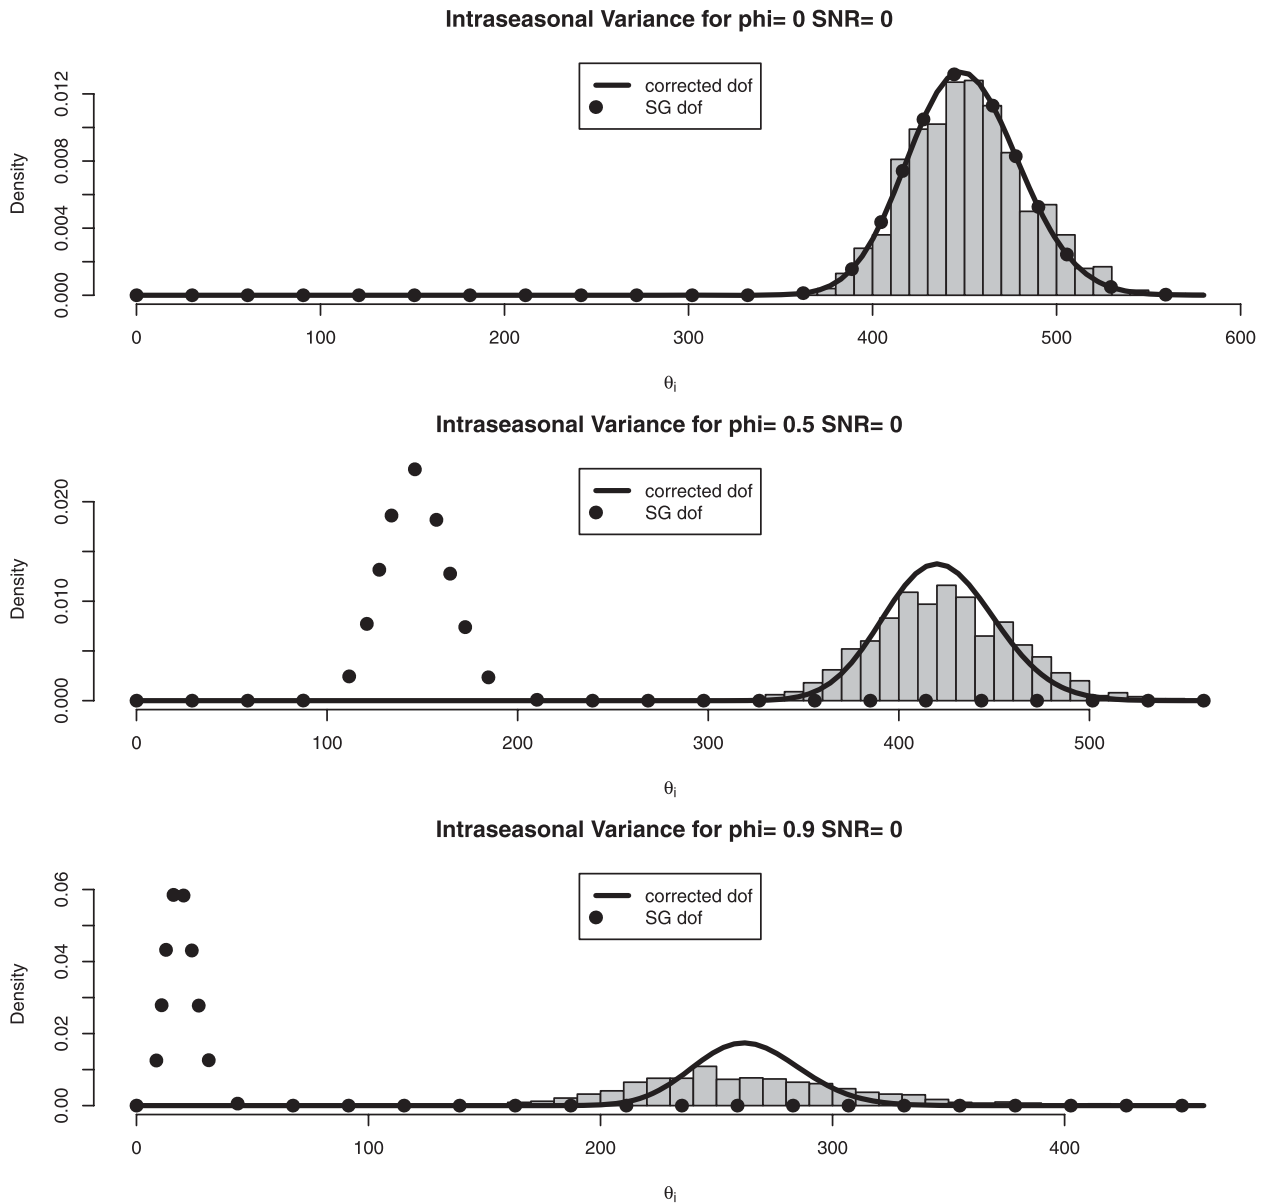 Intraseasonal Variance for phi= 0 SNR= 0
corrected dof
SG dof
Density
0.000 0.004 0.008 0.012
0 100 200 300 400 500 600
θi
Intraseasonal Variance for phi= 0.5 SNR= 0
corrected dof
SG dof
Density
0.000 0.010 0.020
0 100 200 300 400 500
θi
Intraseasonal Variance for phi= 0.9 SNR= 0
corrected dof
SG dof
Density
0.00 0.02 0.04 0.06
0 100 200 300 400
θi